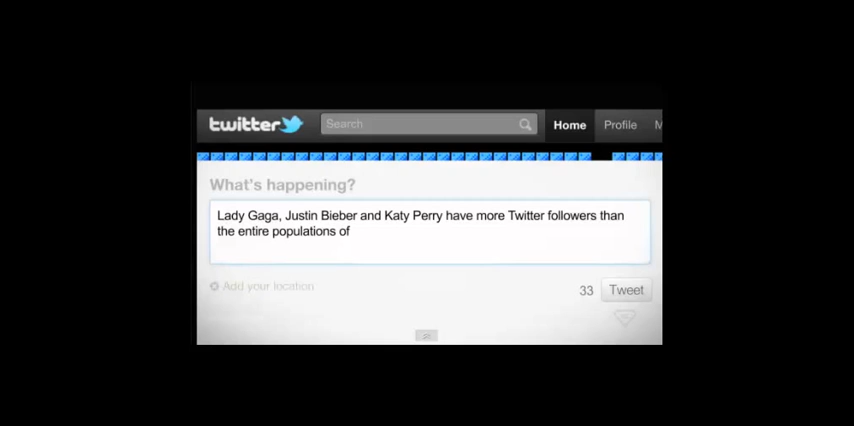 twitter
Search
Home
Profile
M
What's happening?
Lady Gaga, Justin Bieber and Katy Perry have more Twitter followers than
the entire populations of
Add your location
33
Tweet